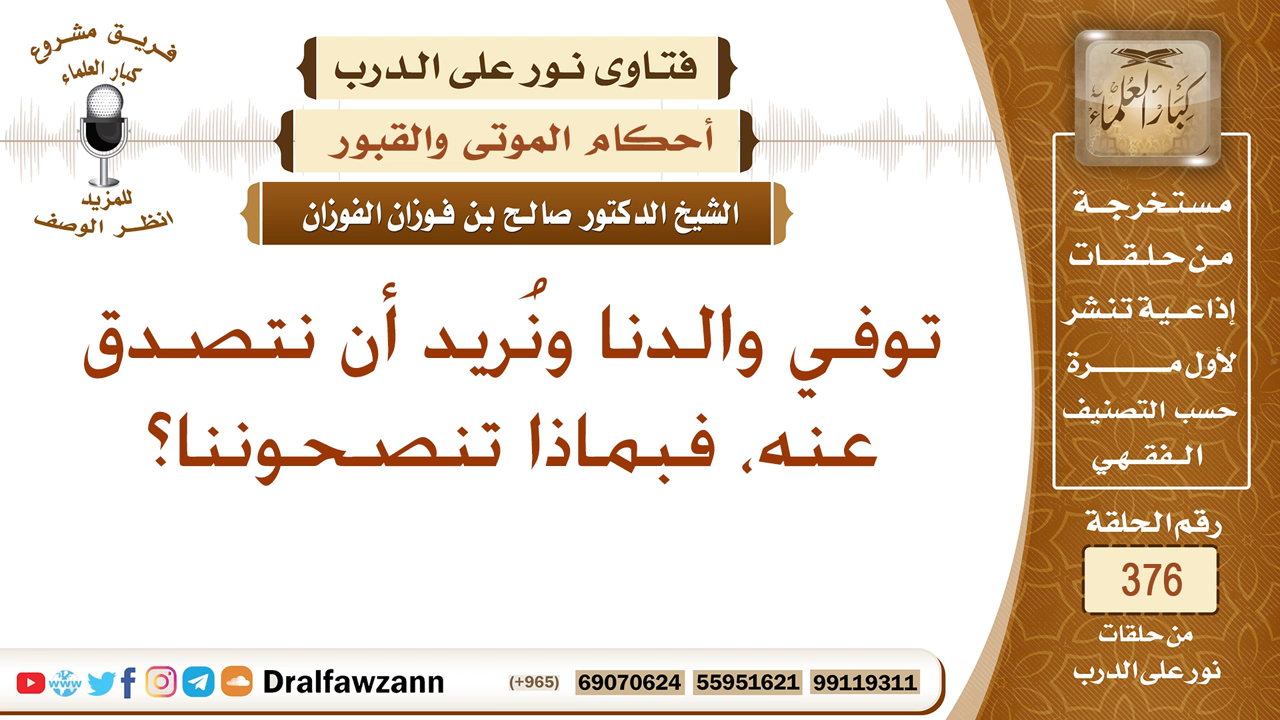 فريق مشروع
كبار العلماء
للمزيد
انظر الوصف
فتاوى نور على الدرب
أحكام الموتى والقبور
الشيخ الدكتور صالح بن فوزان الفوزان
توفي والدنا ونُريد أن نتصدق
عنه، فبماذا تنصحوننا؟
كبار العلماء
مستخرجة
من حلقات
إذاعية تنشر
لأول مرة
حسب التصنيف
الفقهي
رقم الحلقة
376
من حلقات
نور على الدرب
www Dralfawzann (+965) 69070624 55951621 99119311